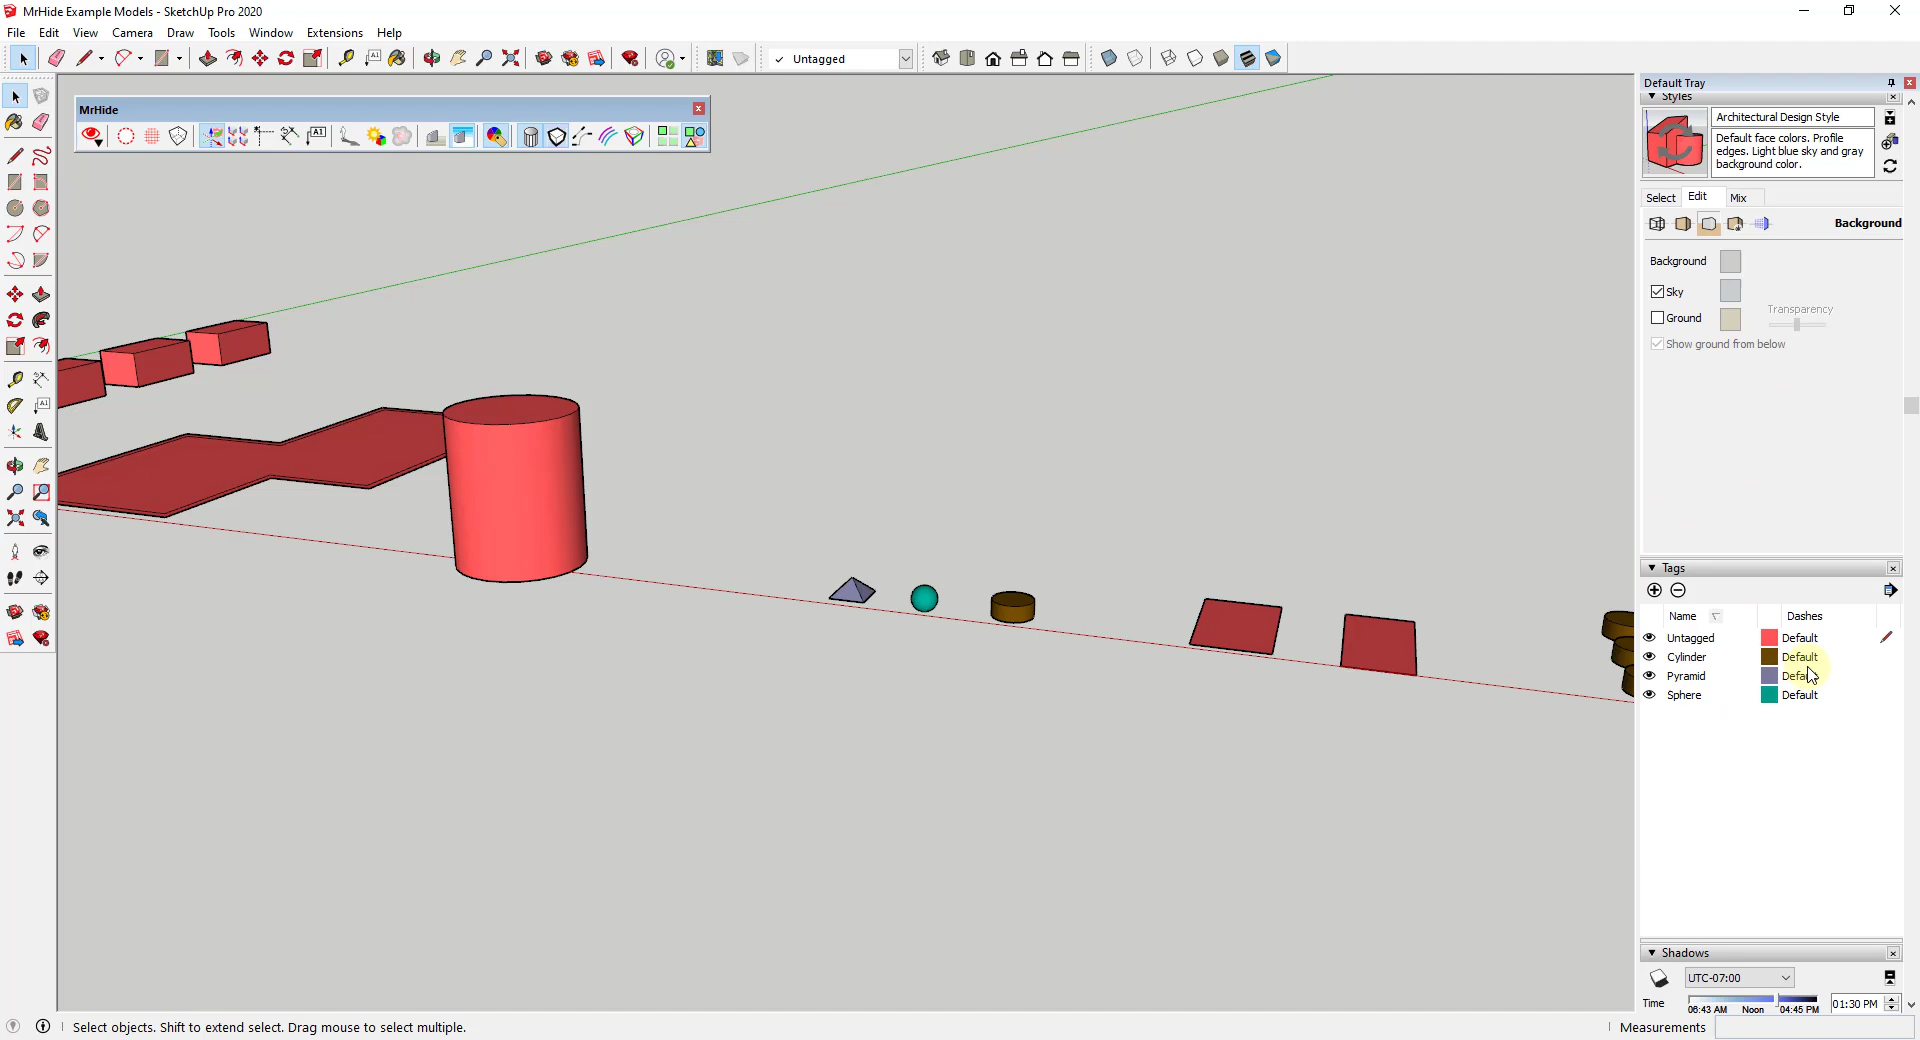 MrHide Example Models - SketchUp Pro 2020
File Edit View Camera Draw Tools Window Extensions Help
Untagged
MrHide
A1
A1
Default Tray
Styles
Architectural Design Style
Default face colors. Profile
edges. Light blue sky and gray
background color.
Select Edit Mix
Background
Background
Sky
Transparency
Ground
Show ground from below
Tags
Name Dashes
Untagged Default
Cylinder Default
Pyramid Default
Sphere Default
Shadows
UTC-07:00
Time 06:43 AM Noon 04:45 PM 01:30 PM
Select objects. Shift to extend select. Drag mouse to select multiple.
Measurements